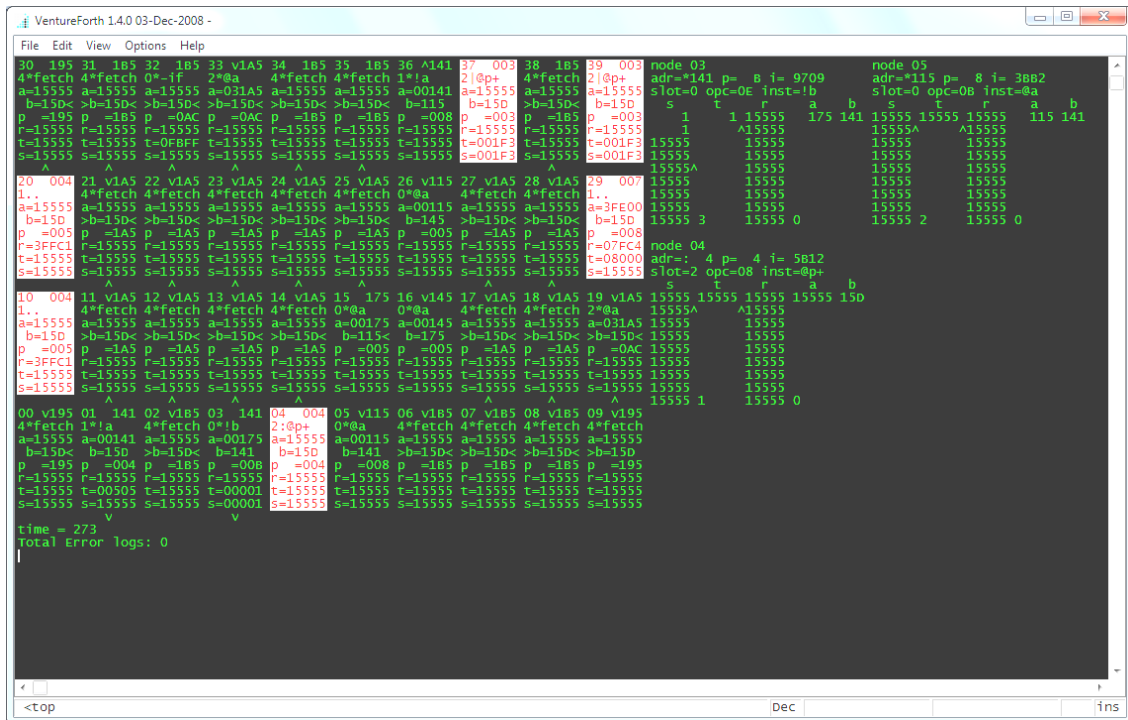 VentureForth 1.4.0 03-Dec-2008 -
File Edit View Options Help
30 195 31 1B5 32 1B5 33 v1A5 34 1B5 35 1B5 36 ^141 37 003 38 1B5 39 003 node 03 node 05
4*fetch 4*fetch 0*-if 2*@a 4*fetch 4*fetch 1*!a 2|@p+ 4*fetch 2|@p+ adr=*141 p= B i= 9709 adr=*115 p= 8 i= 3BB2
a=15555 a=15555 a=15555 a=031A5 a=15555 a=15555 a=00141 a=15555 a=15555 a=15555 slot=0 opc=0E inst=!b slot=0 opc=0B inst=@a
b=15D< >b=15D< >b=15D< >b=15D< >b=15D< >b=15D< >b=115 b=15D >b=15D< b=15D s t r a b s t r a b
p =195 p =1B5 p =0AC p =0AC p =1B5 p =1B5 p =008 p =003 p =1B5 p =003 1 1 15555 175 141 15555 15555 15555 115 141
r=15555 r=15555 r=15555 r=15555 r=15555 r=15555 r=15555 r=15555 r=15555 r=15555 1 ^15555 15555^ ^15555
t=15555 t=15555 t=0FBFF t=15555 t=15555 t=15555 t=15555 t=001F3 t=15555 t=001F3 15555 15555 15555 15555
s=15555 s=15555 s=15555 s=15555 s=15555 s=15555 s=15555 s=001F3 s=15555 s=001F3 15555 15555 15555 15555
^ ^ ^ ^ ^ ^ 15555^ 15555 15555 15555
20 004 21 v1A5 22 v1A5 23 v1A5 24 v1A5 25 v1A5 26 v115 27 v1A5 28 v1A5 29 007 15555 15555 15555 15555
1.. 4*fetch 4*fetch 4*fetch 4*fetch 4*fetch 0*@a 4*fetch 4*fetch 1.. 15555 15555 15555 15555
a=15555 a=15555 a=15555 a=15555 a=15555 a=15555 a=00115 a=15555 a=15555 a=3FE00 15555 15555 15555 15555
b=15D >b=15D< >b=15D< >b=15D< >b=15D< >b=15D< b=145 >b=15D< >b=15D< b=15D 15555 3 15555 0 15555 2 15555 0
p =005 p =1A5 p =1A5 p =1A5 p =1A5 p =1A5 p =005 p =1A5 p =1A5 p =008
r=3FFC1 r=15555 r=15555 r=15555 r=15555 r=15555 r=15555 r=15555 r=15555 r=07FC4 node 04
t=15555 t=15555 t=15555 t=15555 t=15555 t=15555 t=15555 t=15555 t=15555 t=08000 adr=: 4 p= 4 i= 5B12
s=15555 s=15555 s=15555 s=15555 s=15555 s=15555 s=15555 s=15555 s=15555 s=15555 slot=2 opc=08 inst=@p+
^ ^ ^ ^ ^ s t r a b
10 004 11 v1A5 12 v1A5 13 v1A5 14 v1A5 15 175 16 v145 17 v1A5 18 v1A5 19 v1A5 15555 15555 15555 15555 15D
1.. 4*fetch 4*fetch 4*fetch 4*fetch 0*@a 0*@a 4*fetch 4*fetch 2*@a 15555^ ^15555
a=15555 a=15555 a=15555 a=15555 a=15555 a=00175 a=00145 a=15555 a=15555 a=031A5 15555 15555
b=15D >b=15D< >b=15D< >b=15D< >b=15D< b=115< b=175 >b=15D< >b=15D< >b=15D< 15555 15555
p =005 p =1A5 p =1A5 p =1A5 p =1A5 p =005 p =005 p =1A5 p =1A5 p =0AC 15555 15555
r=3FFC1 r=15555 r=15555 r=15555 r=15555 r=15555 r=15555 r=15555 r=15555 r=15555 15555 15555
t=15555 t=15555 t=15555 t=15555 t=15555 t=15555 t=15555 t=15555 t=15555 t=15555 15555 15555
s=15555 s=15555 s=15555 s=15555 s=15555 s=15555 s=15555 s=15555 s=15555 s=15555 15555 15555
^ ^ ^ ^ ^ ^ ^ 15555 1 15555 0
00 v195 01 141 02 v1B5 03 141 04 004 05 v115 06 v1B5 07 v1B5 08 v1B5 09 v195
4*fetch 1*!a 4*fetch 0*!b 2:@p+ 0*@a 4*fetch 4*fetch 4*fetch 4*fetch
a=15555 a=00141 a=15555 a=00175 a=15555 a=00115 a=15555 a=15555 a=15555 a=15555
b=15D< b=15D >b=15D< b=141 b=15D b=141 >b=15D< >b=15D< >b=15D< >b=15D
p =195 p =004 p =1B5 p =00B p =004 p =008 p =1B5 p =1B5 p =1B5 p =195
r=15555 r=15555 r=15555 r=15555 r=15555 r=15555 r=15555 r=15555 r=15555 r=15555
t=15555 t=00505 t=15555 t=00001 t=15555 t=15555 t=15555 t=15555 t=15555 t=15555
s=15555 s=15555 s=15555 s=00001 s=15555 s=15555 s=15555 s=15555 s=15555 s=15555
v v
time = 273
Total Error logs: 0
<top Dec ins